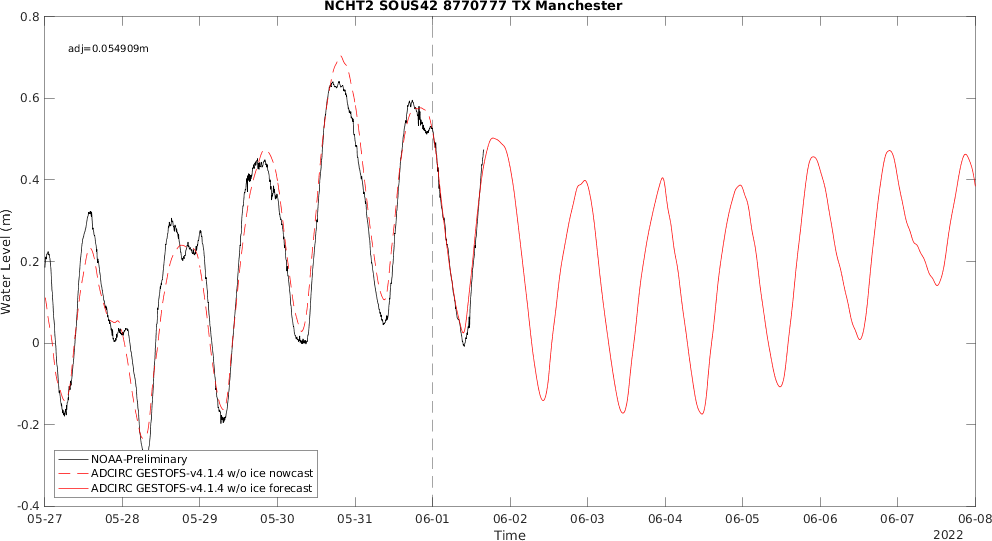 NCHT2 SOUS42 8770777 TX Manchester
0.8
adj=0.054909m
0.6
0.4
0.2
0
-0.2
-0.4
Water Level (m)
NOAA-Preliminary
ADCIRC GESTOFS-v4.1.4 w/o ice nowcast
ADCIRC GESTOFS-v4.1.4 w/o ice forecast
05-27 05-28 05-29 05-30 05-31 06-01 06-02 06-03 06-04 06-05 06-06 06-07 06-08
Time
2022